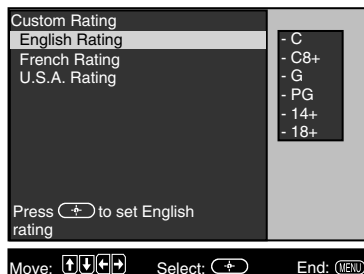 Custom Rating
English Rating
French Rating
U.S.A. Rating
- C
- C8+
- G
- PG
- 14+
- 18+
Press to set English
rating
Move: Select: End: MENU